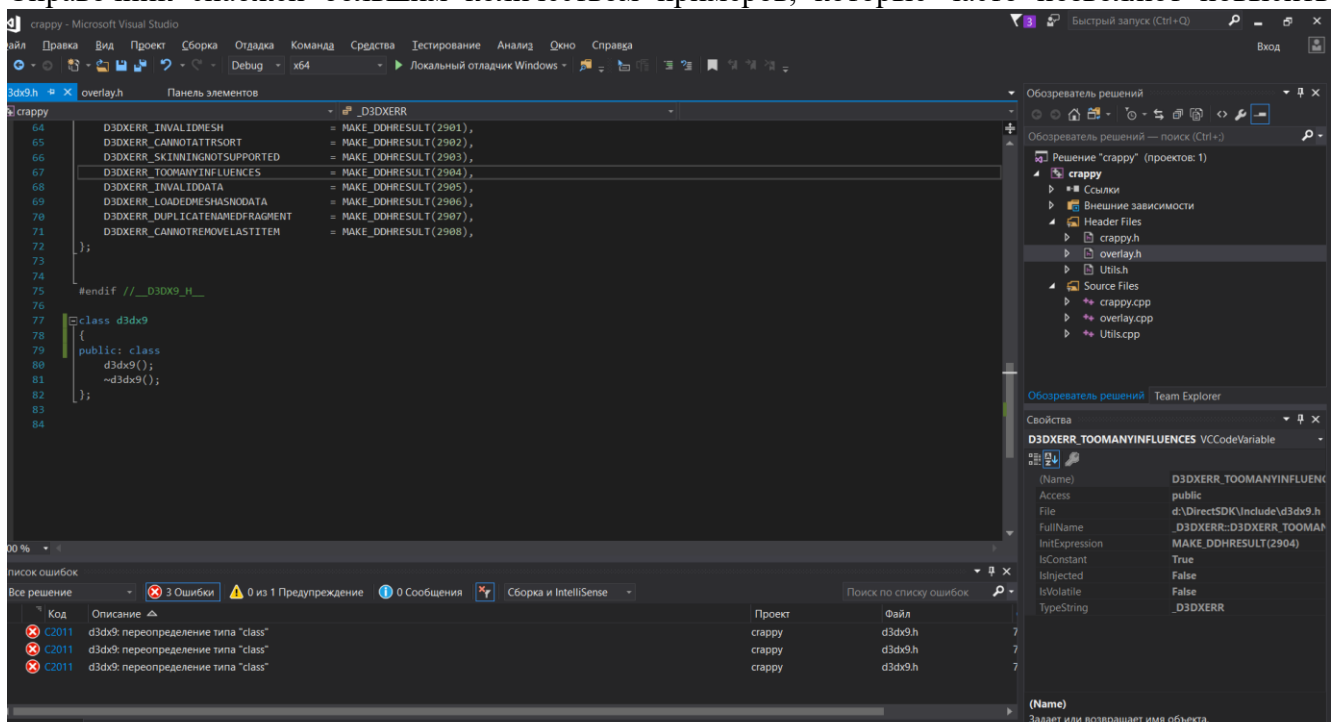 crappy - Microsoft Visual Studio
3
Быстрый запуск (Ctrl+Q)
Правка Вид Проект Сборка Отладка Команда Средства Тестирование Анализ Окно Справка
Вход
Debug x64 Локальный отладчик Windows
3dx9.h overlay.h Панель элементов
crappy
_D3DXERR
64 D3DXERR_INVALIDMESH = MAKE_DDHRESULT(2901),
65 D3DXERR_CANNOTATTRSORT = MAKE_DDHRESULT(2902),
66 D3DXERR_SKINNINGNOTSUPPORTED = MAKE_DDHRESULT(2903),
67 D3DXERR_TOOMANYINFLUENCES = MAKE_DDHRESULT(2904),
68 D3DXERR_INVALIDDATA = MAKE_DDHRESULT(2905),
69 D3DXERR_LOADEDMESHASNODATA = MAKE_DDHRESULT(2906),
70 D3DXERR_DUPLICATENAMEDFRAGMENT = MAKE_DDHRESULT(2907),
71 D3DXERR_CANNOTREMOVELASTITEM = MAKE_DDHRESULT(2908),
72 };
73
74
75 #endif //__D3DX9_H__
76
77 class d3dx9
78 {
79 public: class
80 d3dx9();
81 ~d3dx9();
82 };
83
84
00 %
Обозреватель решений
Обозреватель решений — поиск (Ctrl+;)
Решение "crappy" (проектов: 1)
crappy
Ссылки
Внешние зависимости
Header Files
crappy.h
overlay.h
Utils.h
Source Files
crappy.cpp
overlay.cpp
Utils.cpp
Обозреватель решений Team Explorer
Свойства
D3DXERR_TOOMANYINFLUENCES VCCodeVariable
(Name) D3DXERR_TOOMANYINFLUEN
Access public
File d:\DirectSDK\Include\d3dx9.h
FullName _D3DXERR::D3DXERR_TOOMAN
InitExpression MAKE_DDHRESULT(2904)
IsConstant True
IsInjected False
IsVolatile False
TypeString _D3DXERR
(Name)
Задает или возвращает имя объекта.
писок ошибок
Все решение 3 Ошибки 0 из 1 Предупреждение 0 Сообщения Сборка и IntelliSense Поиск по списку ошибок
Код Описание Проект Файл
C2011 d3dx9: переопределение типа "class" crappy d3dx9.h 7
C2011 d3dx9: переопределение типа "class" crappy d3dx9.h 7
C2011 d3dx9: переопределение типа "class" crappy d3dx9.h 7